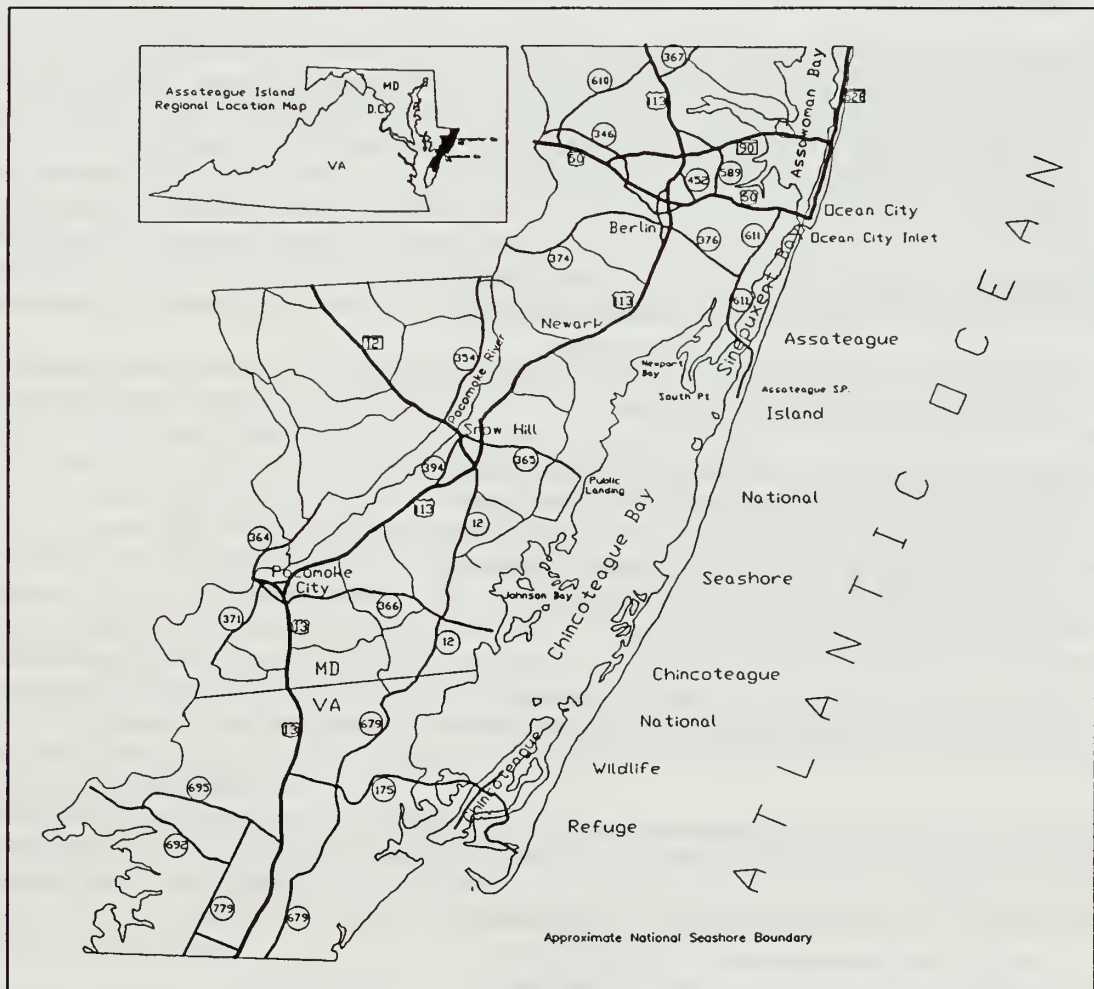 Assateague Island
Regional Location Map
MD
D.C.
VA
367
610
113
346
50
90
452
589
50
528
Assawoman Bay
Ocean City
Ocean City Inlet
Berlin
376
611
374
113
611
Sinepuxent Bay
Newark
12
354
Pocomoke River
Newport
Bay
South Pt
Assateague
Assateague S.P.
Island
Snow Hill
394
365
Public
Landing
113
12
National
Chincoteague Bay
364
Pocomoke
City
Johnson Bay
Seashore
371
13
366
12
MD
VA
Chincoteague
13
679
National
Chincoteague
695
175
Wildlife
692
Refuge
779
679
ATLANTIC OCEAN
Approximate National Seashore Boundary